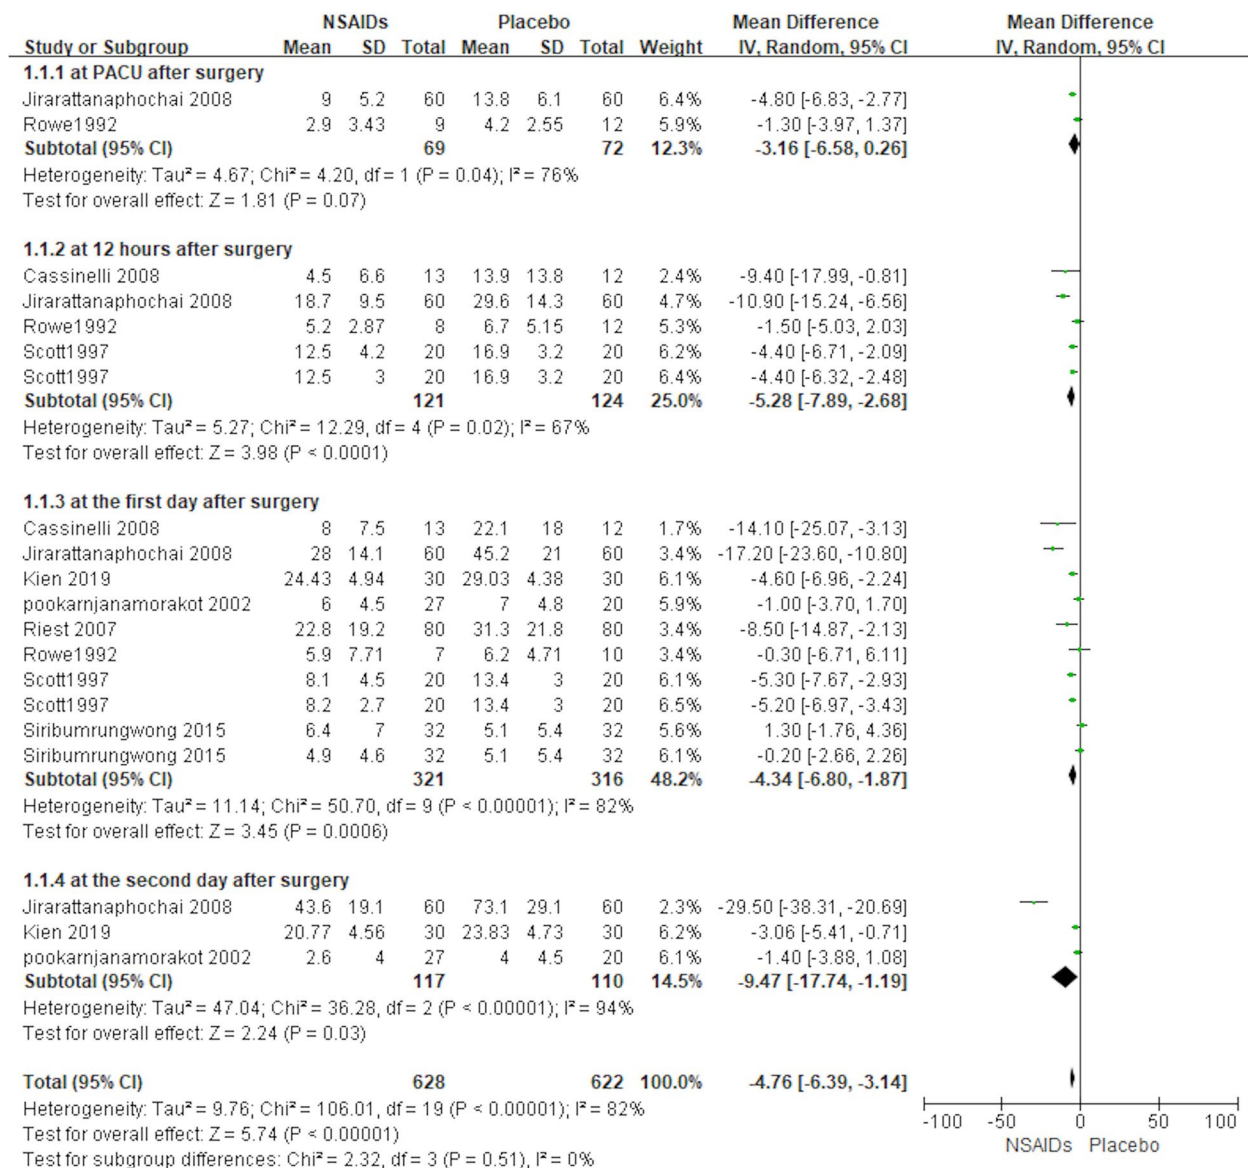 NSAIDs Placebo Mean Difference Mean Difference
Study or Subgroup Mean SD Total Mean SD Total Weight IV, Random, 95% CI IV, Random, 95% CI
1.1.1 at PACU after surgery
Jirarattanaphochai 2008 9 5.2 60 13.8 6.1 60 6.4% -4.80 [-6.83, -2.77]
Rowe1992 2.9 3.43 9 4.2 2.55 12 5.9% -1.30 [-3.97, 1.37]
Subtotal (95% CI) 69 72 12.3% -3.16 [-6.58, 0.26]
Heterogeneity: Tau² = 4.67; Chi² = 4.20, df = 1 (P = 0.04); I² = 76%
Test for overall effect: Z = 1.81 (P = 0.07)
1.1.2 at 12 hours after surgery
Cassinelli 2008 4.5 6.6 13 13.9 13.8 12 2.4% -9.40 [-17.99, -0.81]
Jirarattanaphochai 2008 18.7 9.5 60 29.6 14.3 60 4.7% -10.90 [-15.24, -6.56]
Rowe1992 5.2 2.87 8 6.7 5.15 12 5.3% -1.50 [-5.03, 2.03]
Scott1997 12.5 4.2 20 16.9 3.2 20 6.2% -4.40 [-6.71, -2.09]
Scott1997 12.5 3 20 16.9 3.2 20 6.4% -4.40 [-6.32, -2.48]
Subtotal (95% CI) 121 124 25.0% -5.28 [-7.89, -2.68]
Heterogeneity: Tau² = 5.27; Chi² = 12.29, df = 4 (P = 0.02); I² = 67%
Test for overall effect: Z = 3.98 (P < 0.0001)
1.1.3 at the first day after surgery
Cassinelli 2008 8 7.5 13 22.1 18 12 1.7% -14.10 [-25.07, -3.13]
Jirarattanaphochai 2008 28 14.1 60 45.2 21 60 3.4% -17.20 [-23.60, -10.80]
Kien 2019 24.43 4.94 30 29.03 4.38 30 6.1% -4.60 [-6.96, -2.24]
pookarnjanamorakot 2002 6 4.5 27 7 4.8 20 5.9% -1.00 [-3.70, 1.70]
Riest 2007 22.8 19.2 80 31.3 21.8 80 3.4% -8.50 [-14.87, -2.13]
Rowe1992 5.9 7.71 7 6.2 4.71 10 3.4% -0.30 [-6.71, 6.11]
Scott1997 8.1 4.5 20 13.4 3 20 6.1% -5.30 [-7.67, -2.93]
Scott1997 8.2 2.7 20 13.4 3 20 6.5% -5.20 [-6.97, -3.43]
Siribumrungwong 2015 6.4 7 32 5.1 5.4 32 5.6% 1.30 [-1.76, 4.36]
Siribumrungwong 2015 4.9 4.6 32 5.1 5.4 32 6.1% -0.20 [-2.66, 2.26]
Subtotal (95% CI) 321 316 48.2% -4.34 [-6.80, -1.87]
Heterogeneity: Tau² = 11.14; Chi² = 50.70, df = 9 (P < 0.00001); I² = 82%
Test for overall effect: Z = 3.45 (P = 0.0006)
1.1.4 at the second day after surgery
Jirarattanaphochai 2008 43.6 19.1 60 73.1 29.1 60 2.3% -29.50 [-38.31, -20.69]
Kien 2019 20.77 4.56 30 23.83 4.73 30 6.2% -3.06 [-5.41, -0.71]
pookarnjanamorakot 2002 2.6 4 27 4 4.5 20 6.1% -1.40 [-3.88, 1.08]
Subtotal (95% CI) 117 110 14.5% -9.47 [-17.74, -1.19]
Heterogeneity: Tau² = 47.04; Chi² = 36.28, df = 2 (P < 0.00001); I² = 94%
Test for overall effect: Z = 2.24 (P = 0.03)
Total (95% CI) 628 622 100.0% -4.76 [-6.39, -3.14]
Heterogeneity: Tau² = 9.76; Chi² = 106.01, df = 19 (P < 0.00001); I² = 82%
Test for overall effect: Z = 5.74 (P < 0.00001)
Test for subgroup differences: Chi² = 2.32, df = 3 (P = 0.51), I² = 0%
-100 -50 0 50 100
NSAIDs Placebo